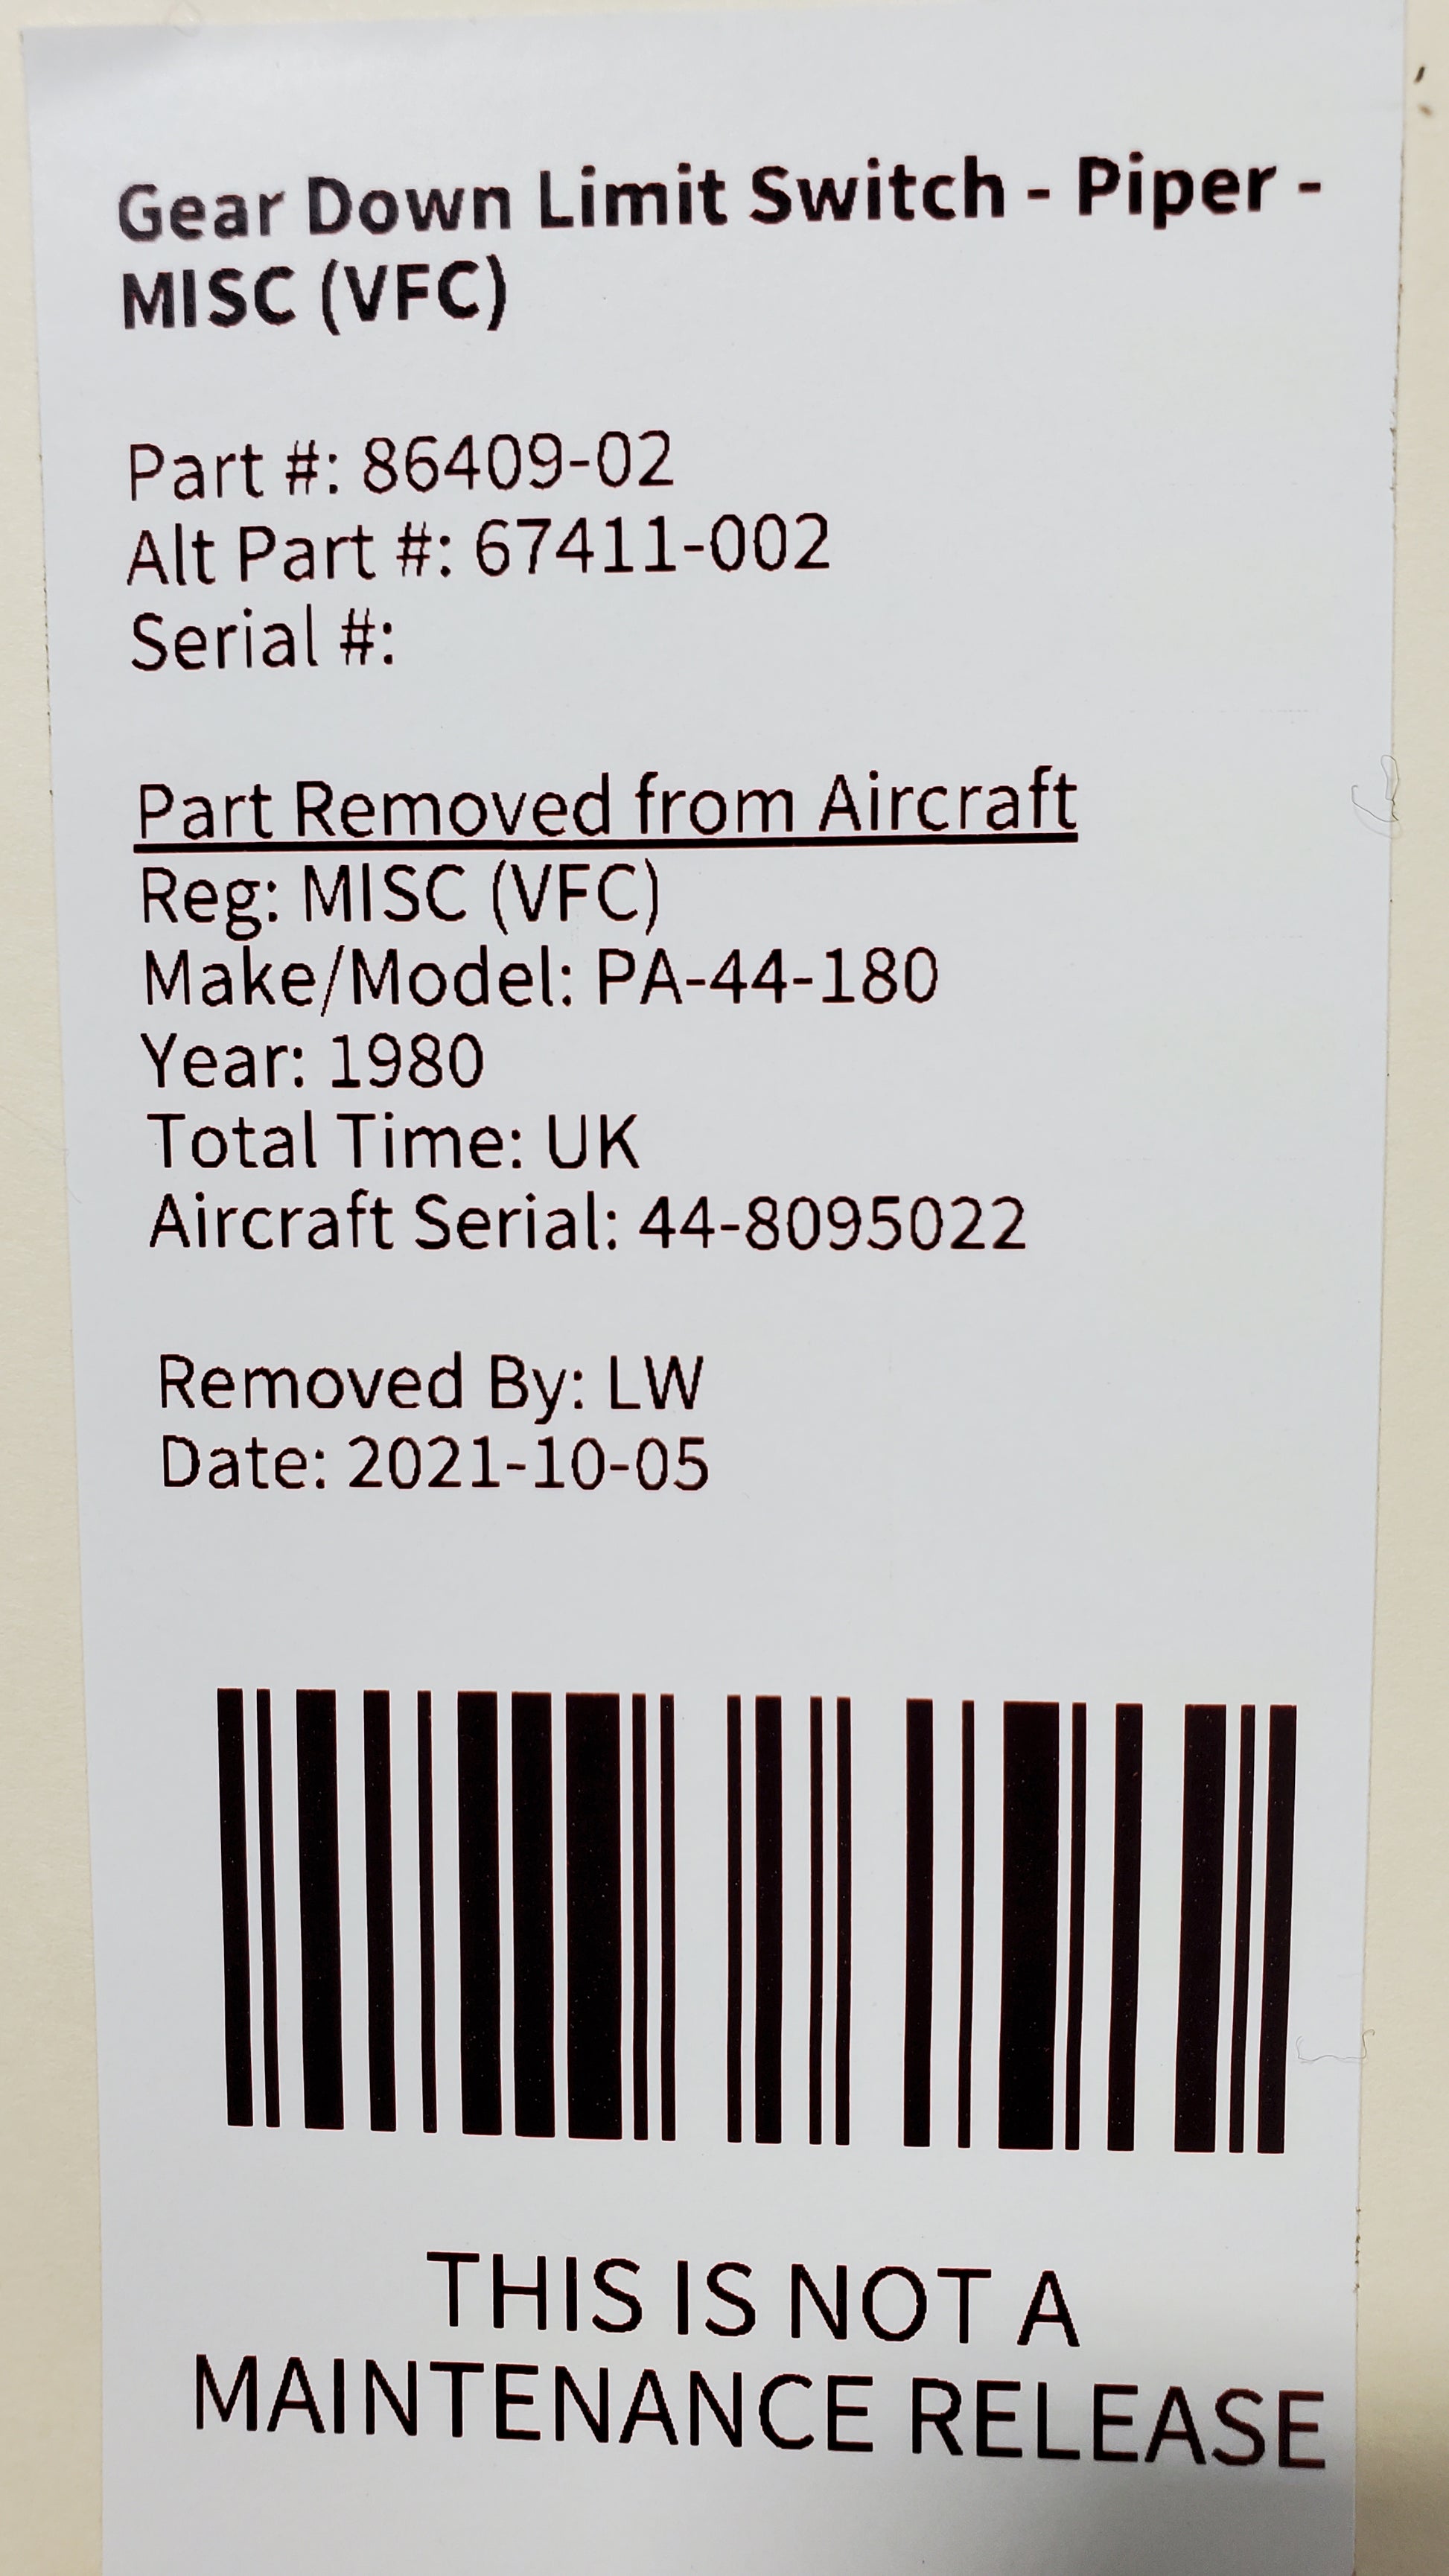 Gear Down Limit Switch - Piper -
MISC (VFC)
Part #: 86409-02
Alt Part #: 67411-002
Serial #:
Part Removed from Aircraft
Reg: MISC (VFC)
Make/Model: PA-44-180
Year: 1980
Total Time: UK
Aircraft Serial: 44-8095022
Removed By: LW
Date: 2021-10-05
THIS IS NOT A
MAINTENANCE RELEASE